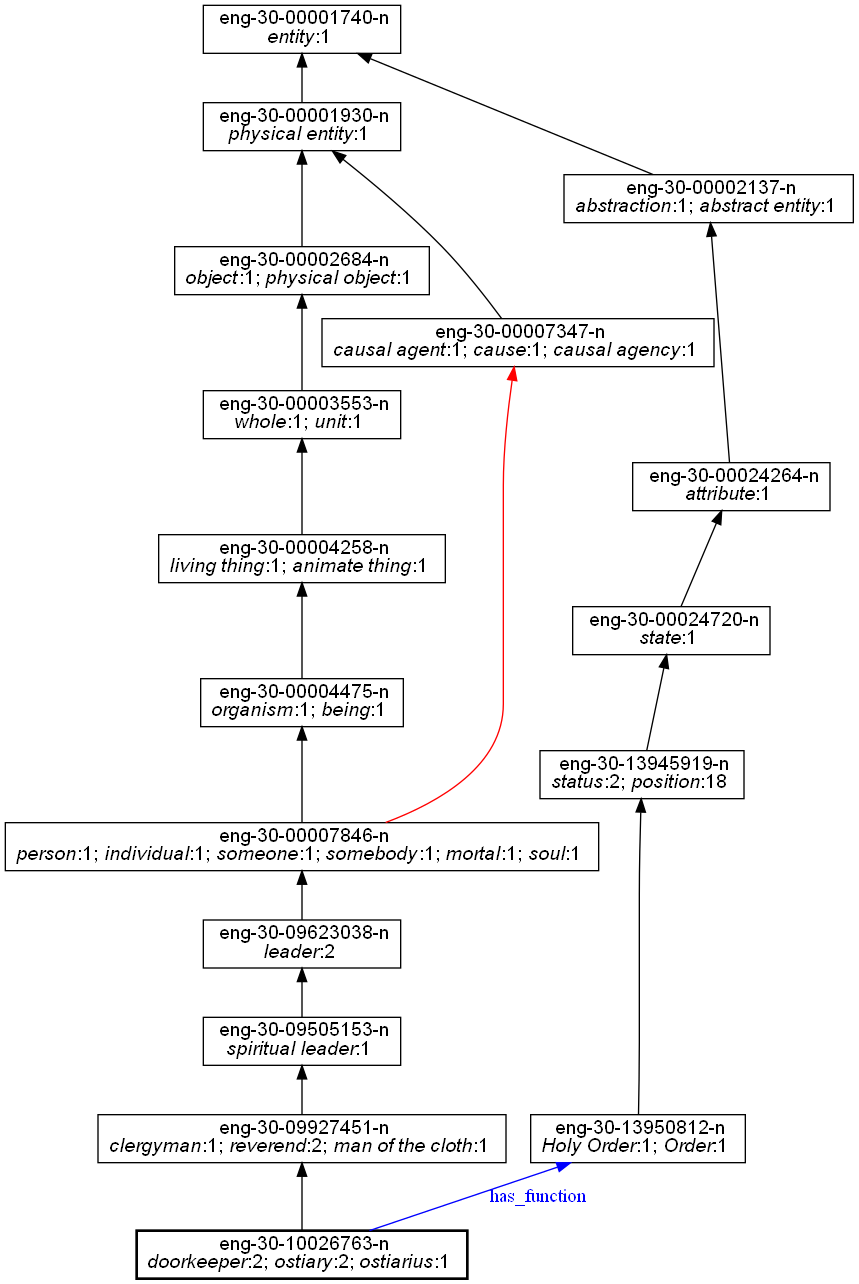 eng-30-00001740-n
entity:1
eng-30-00001930-n
physical entity:1
eng-30-00002137-n
abstraction:1; abstract entity:1
eng-30-00002684-n
object:1; physical object:1
eng-30-00007347-n
causal agent:1; cause:1; causal agency:1
eng-30-00003553-n
whole:1; unit:1
eng-30-00024264-n
attribute:1
eng-30-00004258-n
living thing:1; animate thing:1
eng-30-00024720-n
state:1
eng-30-00004475-n
organism:1; being:1
eng-30-13945919-n
status:2; position:18
eng-30-00007846-n
person:1; individual:1; someone:1; somebody:1; mortal:1; soul:1
eng-30-09623038-n
leader:2
eng-30-09505153-n
spiritual leader:1
eng-30-09927451-n
clergyman:1; reverend:2; man of the cloth:1
eng-30-13950812-n
Holy Order:1; Order:1
has_function
eng-30-10026763-n
doorkeeper:2; ostiary:2; ostiarius:1